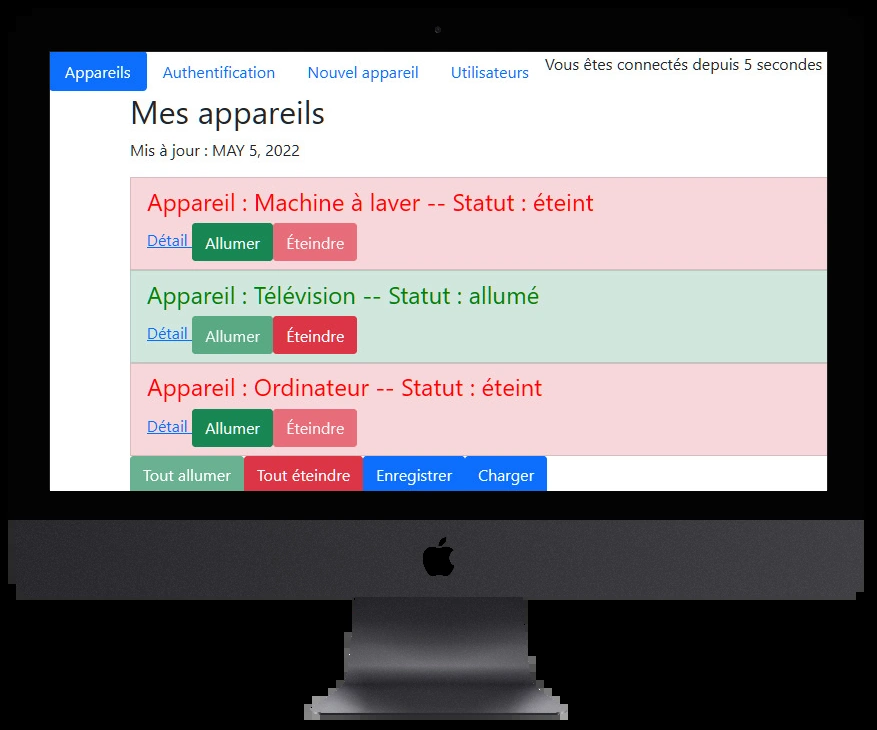 Appareils Authentification Nouvel appareil Utilisateurs Vous êtes connectés depuis 5 secondes
Mes appareils
Mis à jour : MAY 5, 2022
Appareil : Machine à laver -- Statut : éteint
Détail Allumer Éteindre
Appareil : Télévision -- Statut : allumé
Détail Allumer Éteindre
Appareil : Ordinateur -- Statut : éteint
Détail Allumer Éteindre
Tout allumer Tout éteindre Enregistrer Charger